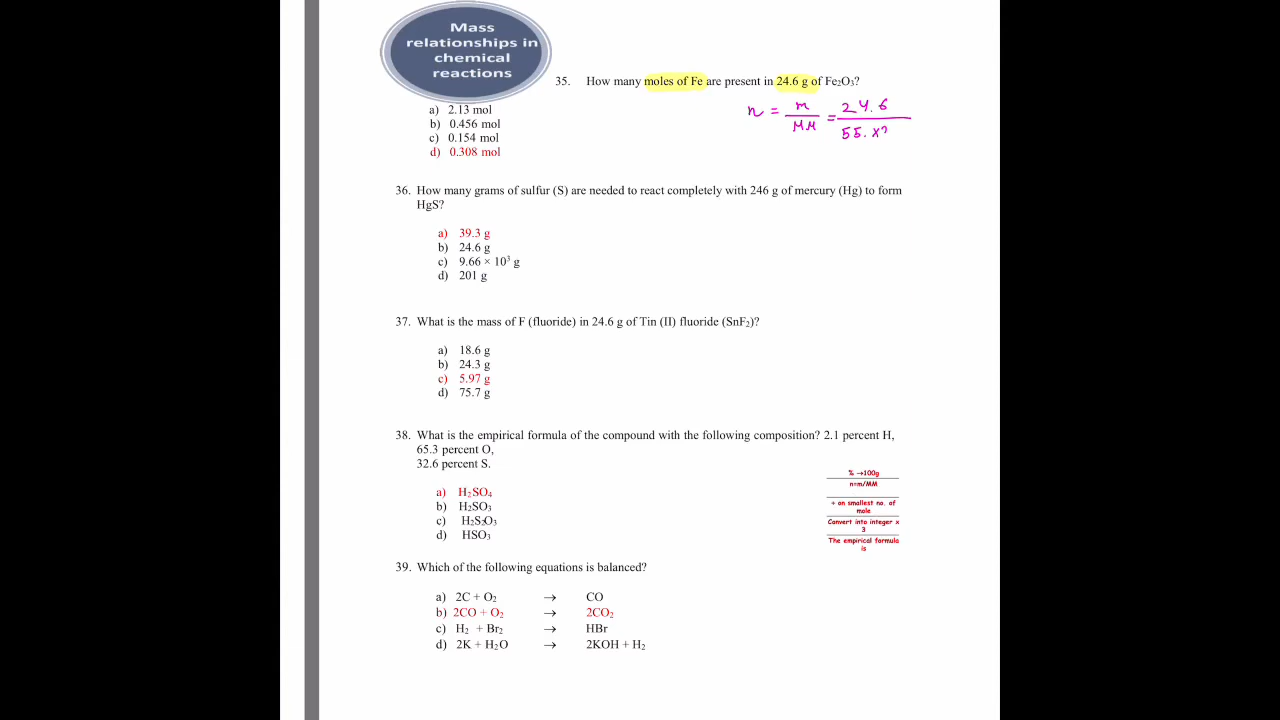 Mass
relationships in
chemical
reactions
35. How many moles of Fe are present in 24.6 g of Fe₂O₃?
a) 2.13 mol
b) 0.456 mol
c) 0.154 mol
d) 0.308 mol
n = m / MM = 24.6 / 55. x2
36. How many grams of sulfur (S) are needed to react completely with 246 g of mercury (Hg) to form
HgS?
a) 39.3 g
b) 24.6 g
c) 9.66 × 10³ g
d) 201 g
37. What is the mass of F (fluoride) in 24.6 g of Tin (II) fluoride (SnF₂)?
a) 18.6 g
b) 24.3 g
c) 5.97 g
d) 75.7 g
38. What is the empirical formula of the compound with the following composition? 2.1 percent H,
65.3 percent O,
32.6 percent S.
a) H₂SO₄
b) H₂SO₃
c) H₂S₂O₃
d) HSO₃
% →100g
n=m/MM
÷ on smallest no. of
mole
Convert into integer x
3
The empirical formula
is
39. Which of the following equations is balanced?
a) 2C + O₂ → CO
b) 2CO + O₂ → 2CO₂
c) H₂ + Br₂ → HBr
d) 2K + H₂O → 2KOH + H₂